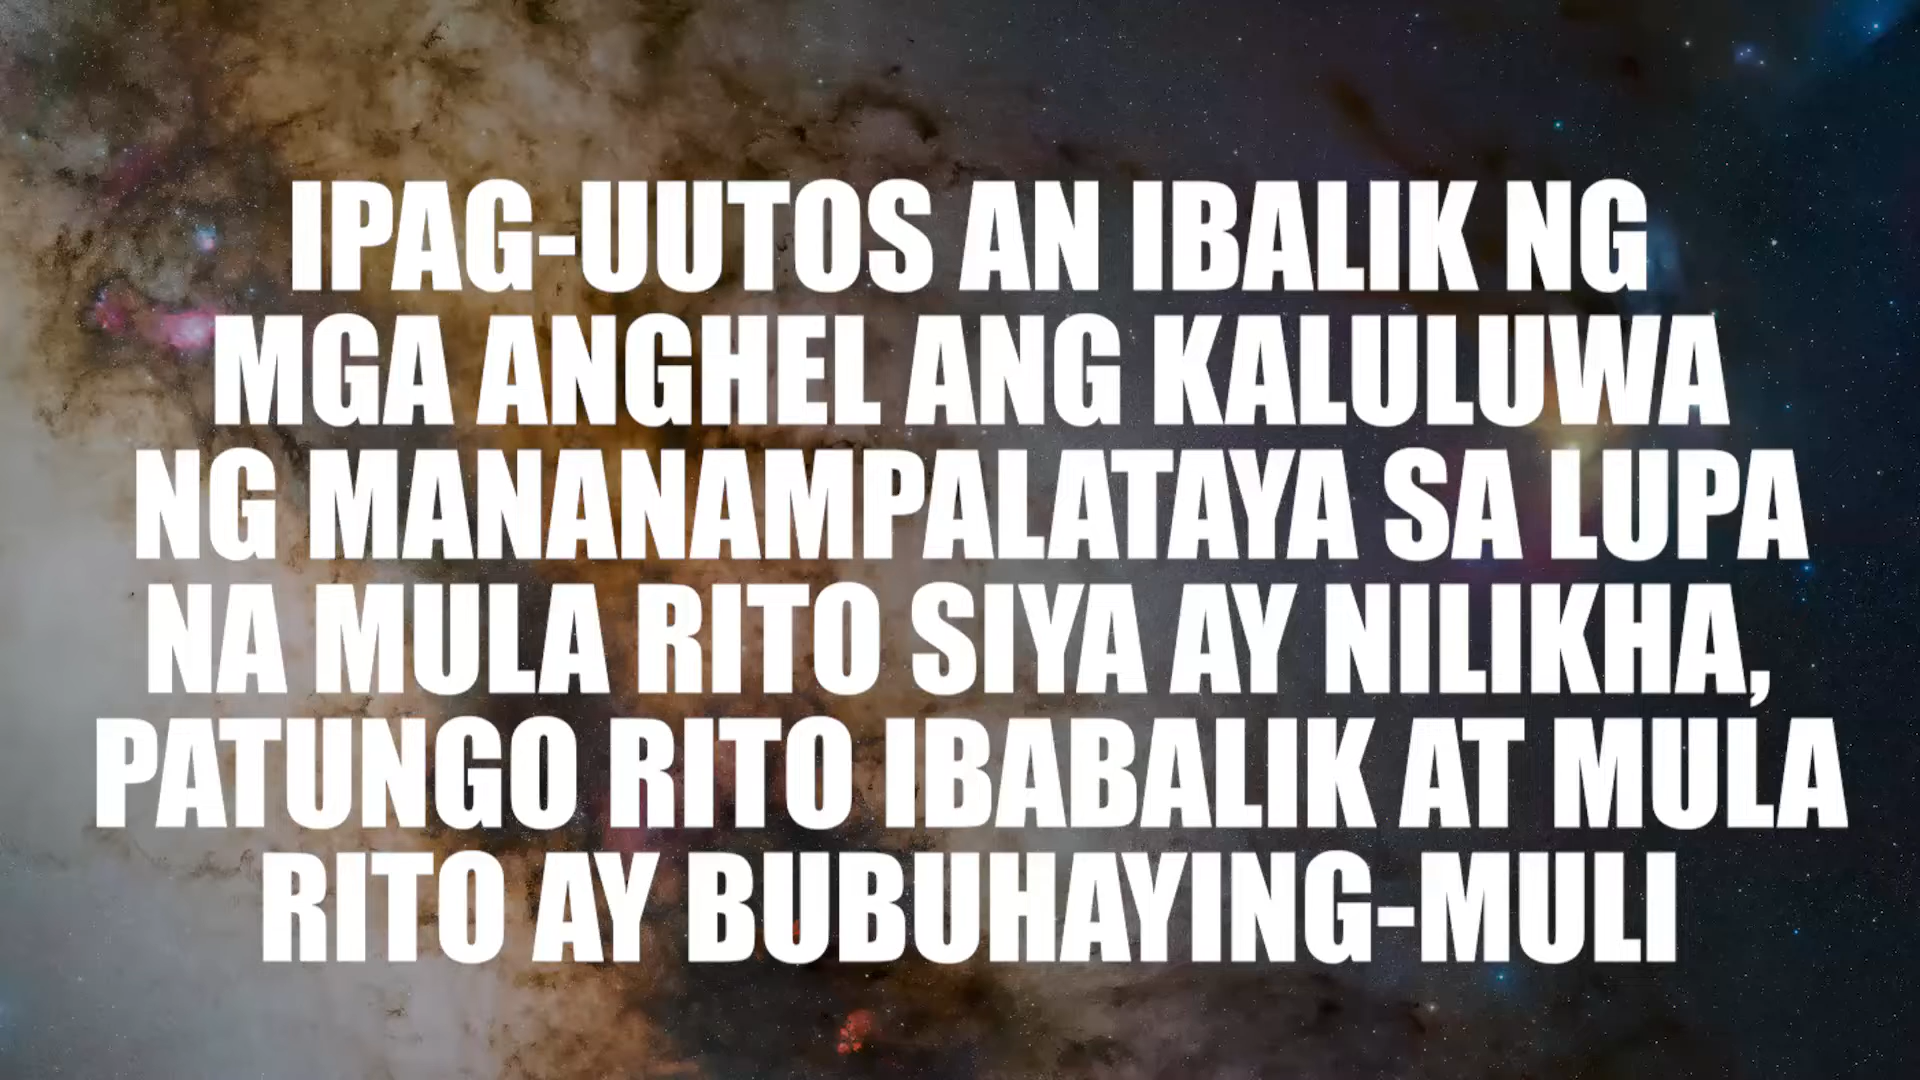 IPAG-UUTOS AN IBALIK NG
MGA ANGHEL ANG KALULUWA
NG MANANAMPALATAYA SA LUPA
NA MULA RITO SIYA AY NILIKHA,
PATUNGO RITO IBABALIK AT MULA
RITO AY BUBUHAYING-MULI